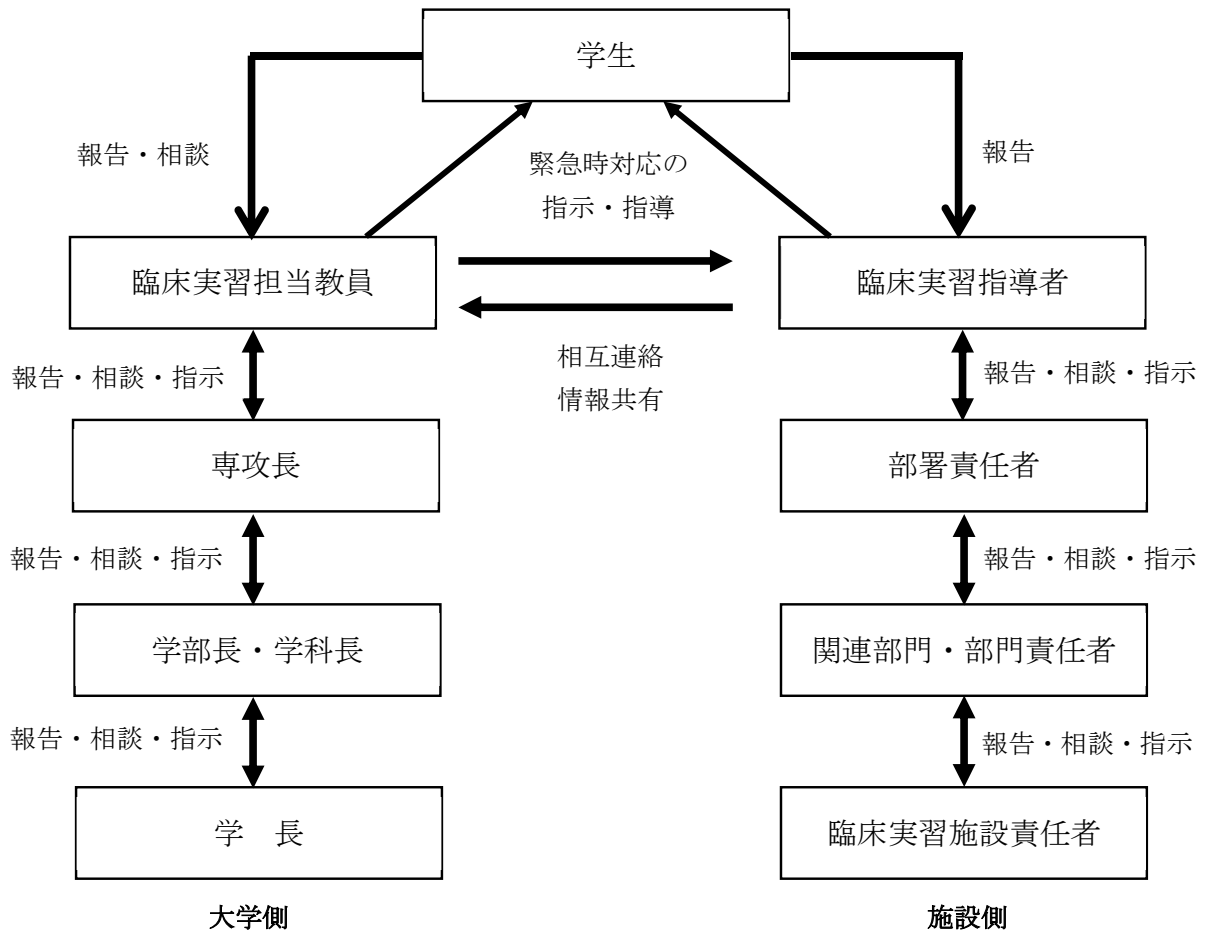 学生
報告・相談
緊急時対応の
指示・指導
報告
臨床実習担当教員
臨床実習指導者
相互連絡
情報共有
報告・相談・指示
報告・相談・指示
専攻長
部署責任者
報告・相談・指示
報告・相談・指示
学部長・学科長
関連部門・部門責任者
報告・相談・指示
報告・相談・指示
学　長
臨床実習施設責任者
大学側
施設側